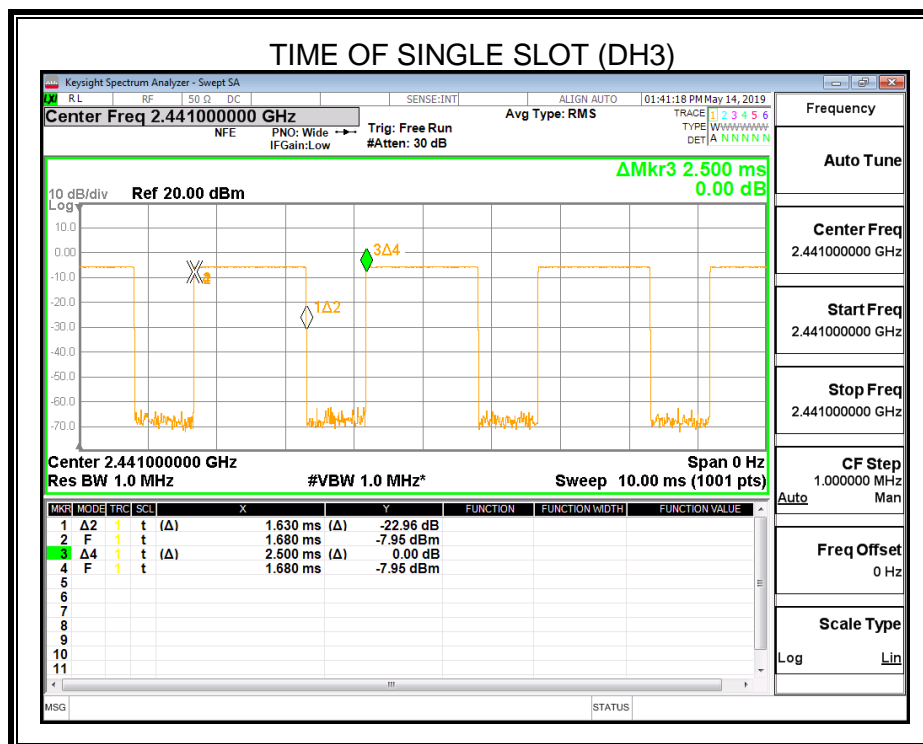 TIME OF SINGLE SLOT (DH3)
Keysight Spectrum Analyzer - Swept SA
LXI RL RF 50 Ω DC SENSE:INT ALIGN AUTO 01:41:18 PM May 14, 2019
Center Freq 2.441000000 GHz
NFE PNO: Wide Trig: Free Run Avg Type: RMS TRACE 1 2 3 4 5 6
IFGain:Low #Atten: 30 dB TYPE W W W W W W
DET A N N N N N
ΔMkr3 2.500 ms
0.00 dB
10 dB/div Ref 20.00 dBm
Log
10.0
0.00
-10.0
-20.0
-30.0
-40.0
-50.0
-60.0
-70.0
3Δ4
1Δ2
Center 2.441000000 GHz Span 0 Hz
Res BW 1.0 MHz #VBW 1.0 MHz* Sweep 10.00 ms (1001 pts)
MKR MODE TRC SCL X Y FUNCTION FUNCTION WIDTH FUNCTION VALUE
1 Δ2 1 t (Δ) 1.630 ms (Δ) -22.96 dB
2 F 1 t 1.680 ms -7.95 dBm
3 Δ4 1 t (Δ) 2.500 ms (Δ) 0.00 dB
4 F 1 t 1.680 ms -7.95 dBm
5
6
7
8
9
10
11
MSG STATUS
Frequency
Auto Tune
Center Freq
2.441000000 GHz
Start Freq
2.441000000 GHz
Stop Freq
2.441000000 GHz
CF Step
1.000000 MHz
Auto Man
Freq Offset
0 Hz
Scale Type
Log Lin